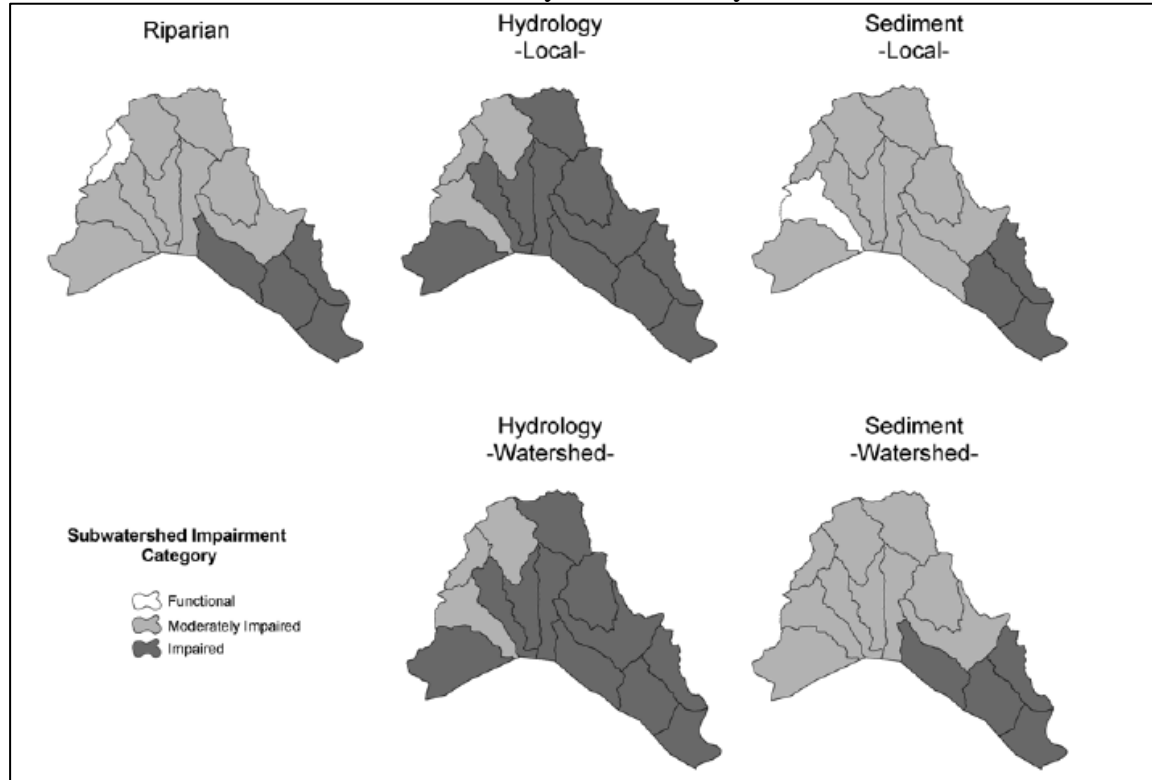 Riparian
Hydrology
-Local-
Sediment
-Local-
Hydrology
-Watershed-
Sediment
-Watershed-
Subwatershed Impairment
Category
Functional
Moderately Impaired
Impaired